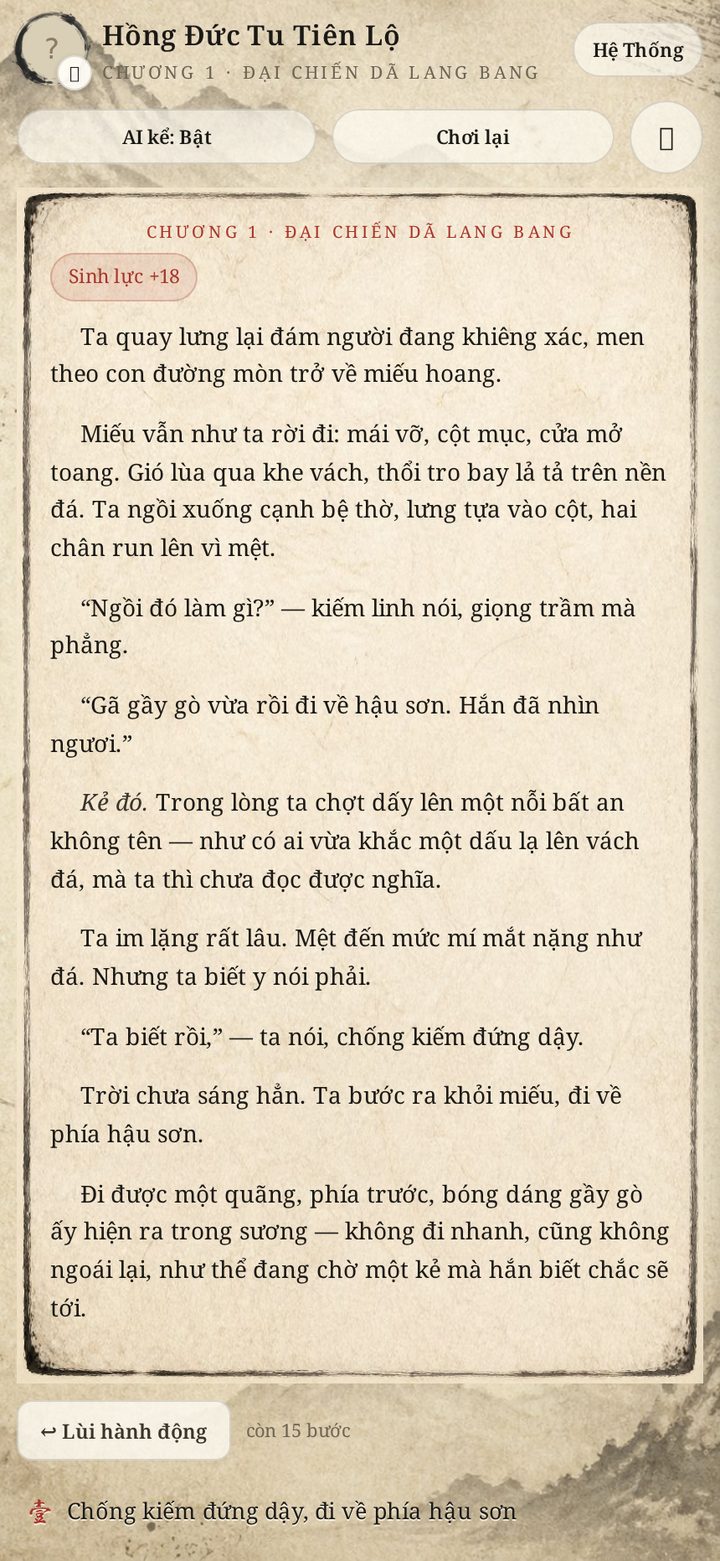 ?
Hồng Đức Tu Tiên Lộ
CHƯƠNG 1 · ĐẠI CHIẾN DÃ LANG BANG
Hệ Thống
AI kể: Bật
Chơi lại
CHƯƠNG 1 · ĐẠI CHIẾN DÃ LANG BANG
Sinh lực +18
Ta quay lưng lại đám người đang khiêng xác, men
theo con đường mòn trở về miếu hoang.
Miếu vẫn như ta rời đi: mái vỡ, cột mục, cửa mở
toang. Gió lùa qua khe vách, thổi tro bay lả tả trên nền
đá. Ta ngồi xuống cạnh bệ thờ, lưng tựa vào cột, hai
chân run lên vì mệt.
“Ngồi đó làm gì?” — kiếm linh nói, giọng trầm mà
phẳng.
“Gã gầy gò vừa rồi đi về hậu sơn. Hắn đã nhìn
ngươi.”
Kẻ đó. Trong lòng ta chợt dấy lên một nỗi bất an
không tên — như có ai vừa khắc một dấu lạ lên vách
đá, mà ta thì chưa đọc được nghĩa.
Ta im lặng rất lâu. Mệt đến mức mí mắt nặng như
đá. Nhưng ta biết y nói phải.
“Ta biết rồi,” — ta nói, chống kiếm đứng dậy.
Trời chưa sáng hẳn. Ta bước ra khỏi miếu, đi về
phía hậu sơn.
Đi được một quãng, phía trước, bóng dáng gầy gò
ấy hiện ra trong sương — không đi nhanh, cũng không
ngoái lại, như thể đang chờ một kẻ mà hắn biết chắc sẽ
tới.
↩ Lùi hành động
còn 15 bước
壹 Chống kiếm đứng dậy, đi về phía hậu sơn